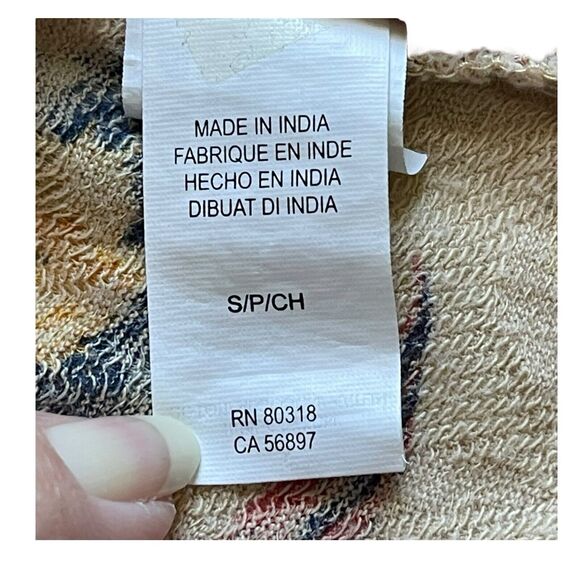 MADE IN INDIA
FABRIQUE EN INDE
HECHO EN INDIA
DIBUAT DI INDIA
S/P/CH
RN 80318
CA 56897